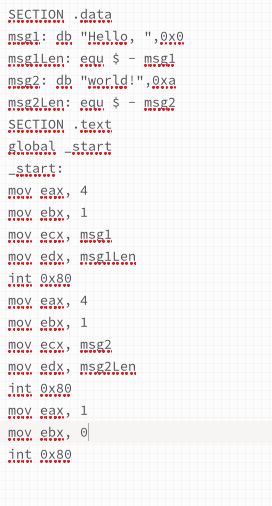 SECTION .data
msg1: db "Hello, ",0x0
msg1Len: equ $ - msg1
msg2: db "world!",0xa
msg2Len: equ $ - msg2
SECTION .text
global _start
_start:
mov eax, 4
mov ebx, 1
mov ecx, msg1
mov edx, msg1Len
int 0x80
mov eax, 4
mov ebx, 1
mov ecx, msg2
mov edx, msg2Len
int 0x80
mov eax, 1
mov ebx, 0
int 0x80